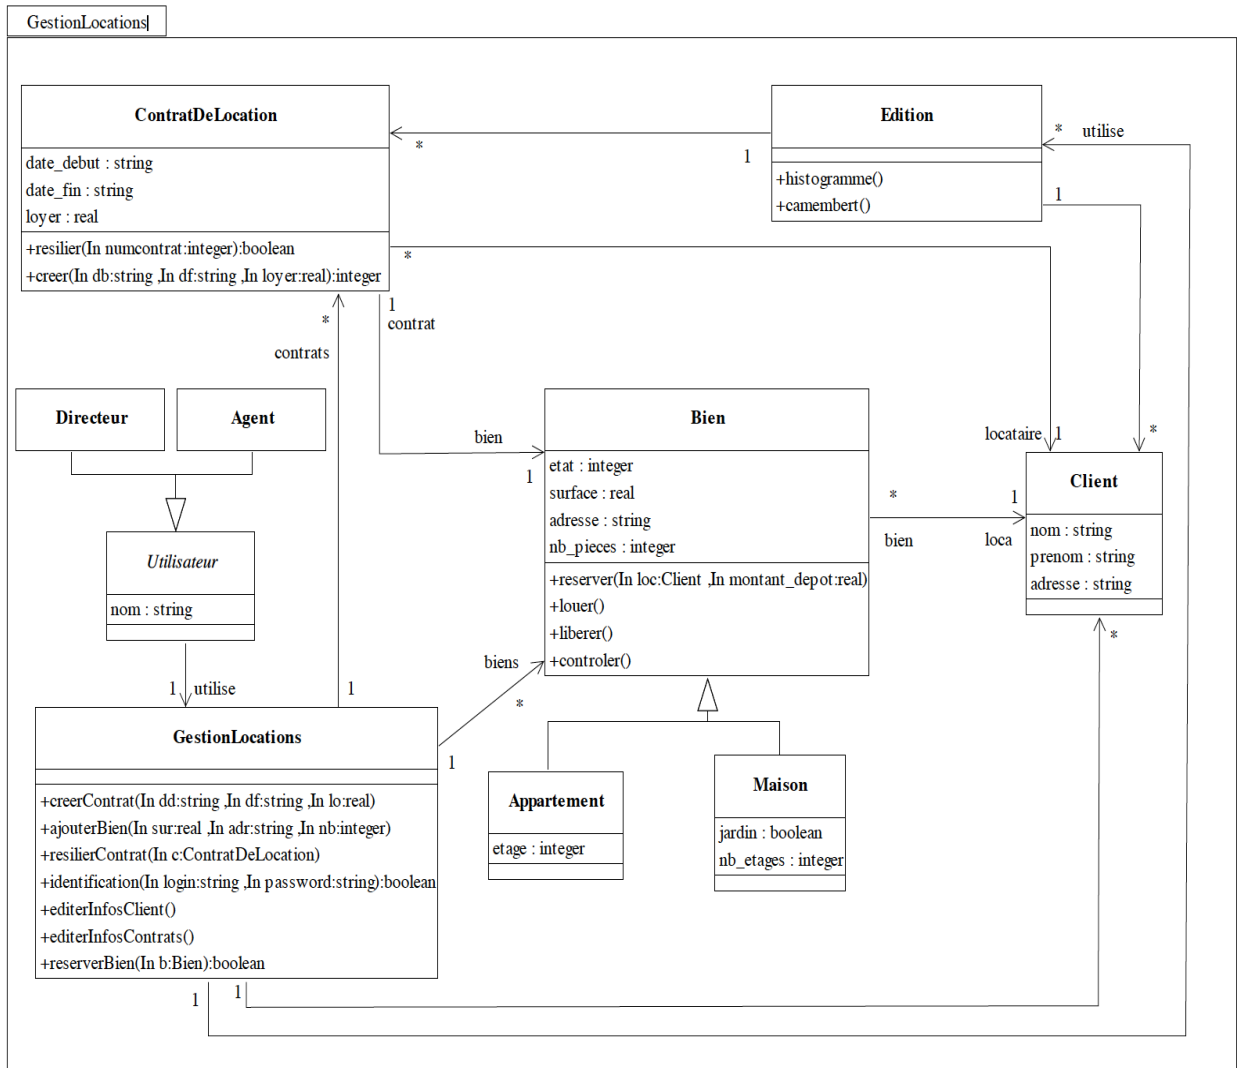 GestionLocations
ContratDeLocation
date_debut : string
date_fin : string
loyer : real
+resilier(In numcontrat:integer):boolean
+creer(In db:string ,In df:string ,In loyer:real):integer
Edition
+histogramme()
+camembert()
*
1
*
utilise
1
*
1
contrat
*
contrats
Directeur
Agent
Utilisateur
nom : string
1
utilise
1
bien
1
Bien
etat : integer
surface : real
adresse : string
nb_pieces : integer
+reserver(In loc:Client ,In montant_depot:real)
+louer()
+liberer()
+controler()
locataire
1
*
*
bien
1
loca
Client
nom : string
prenom : string
adresse : string
*
biens
*
1
GestionLocations
+creerContrat(In dd:string ,In df:string ,In lo:real)
+ajouterBien(In sur:real ,In adr:string ,In nb:integer)
+resilierContrat(In c:ContratDeLocation)
+identification(In login:string ,In password:string):boolean
+editerInfosClient()
+editerInfosContrats()
+reserverBien(In b:Bien):boolean
1
1
Appartement
etage : integer
Maison
jardin : boolean
nb_etages : integer